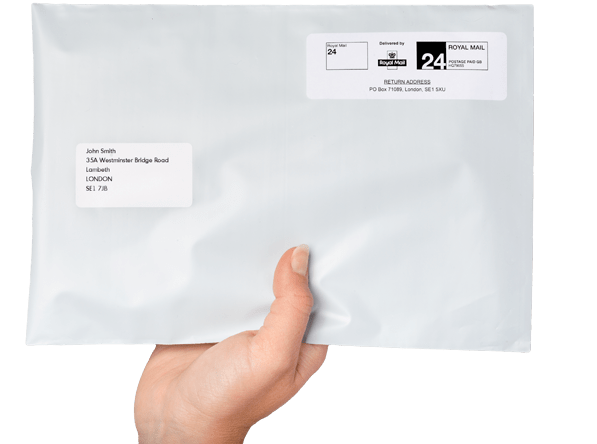 Royal Mail
24
Delivered by
Royal Mail
24
ROYAL MAIL
POSTAGE PAID GB
HQ78693
RETURN ADDRESS
PO Box 71089, London, SE1 5XU
John Smith
35A Westminster Bridge Road
Lambeth
LONDON
SE1 7JB